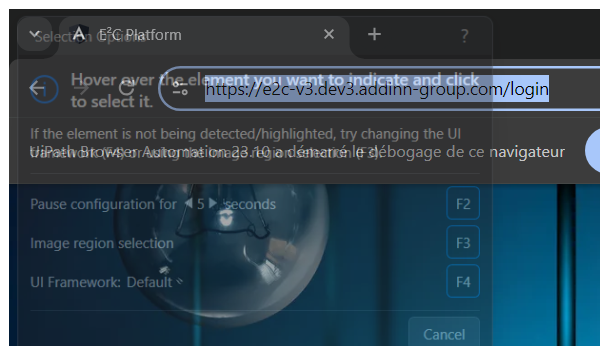 Selection Options
E²C Platform
?
Hover over the element you want to indicate and click
to select it.
https://e2c-v3.dev3.addinn-group.com/login
If the element is not being detected/highlighted, try changing the UI
framework (F4) or using the image region selection (F3).
UiPath Browser Automation 23.10 a démarré le débogage de ce navigateur
Pause configuration for 5 seconds F2
Image region selection F3
UI Framework: Default F4
Cancel